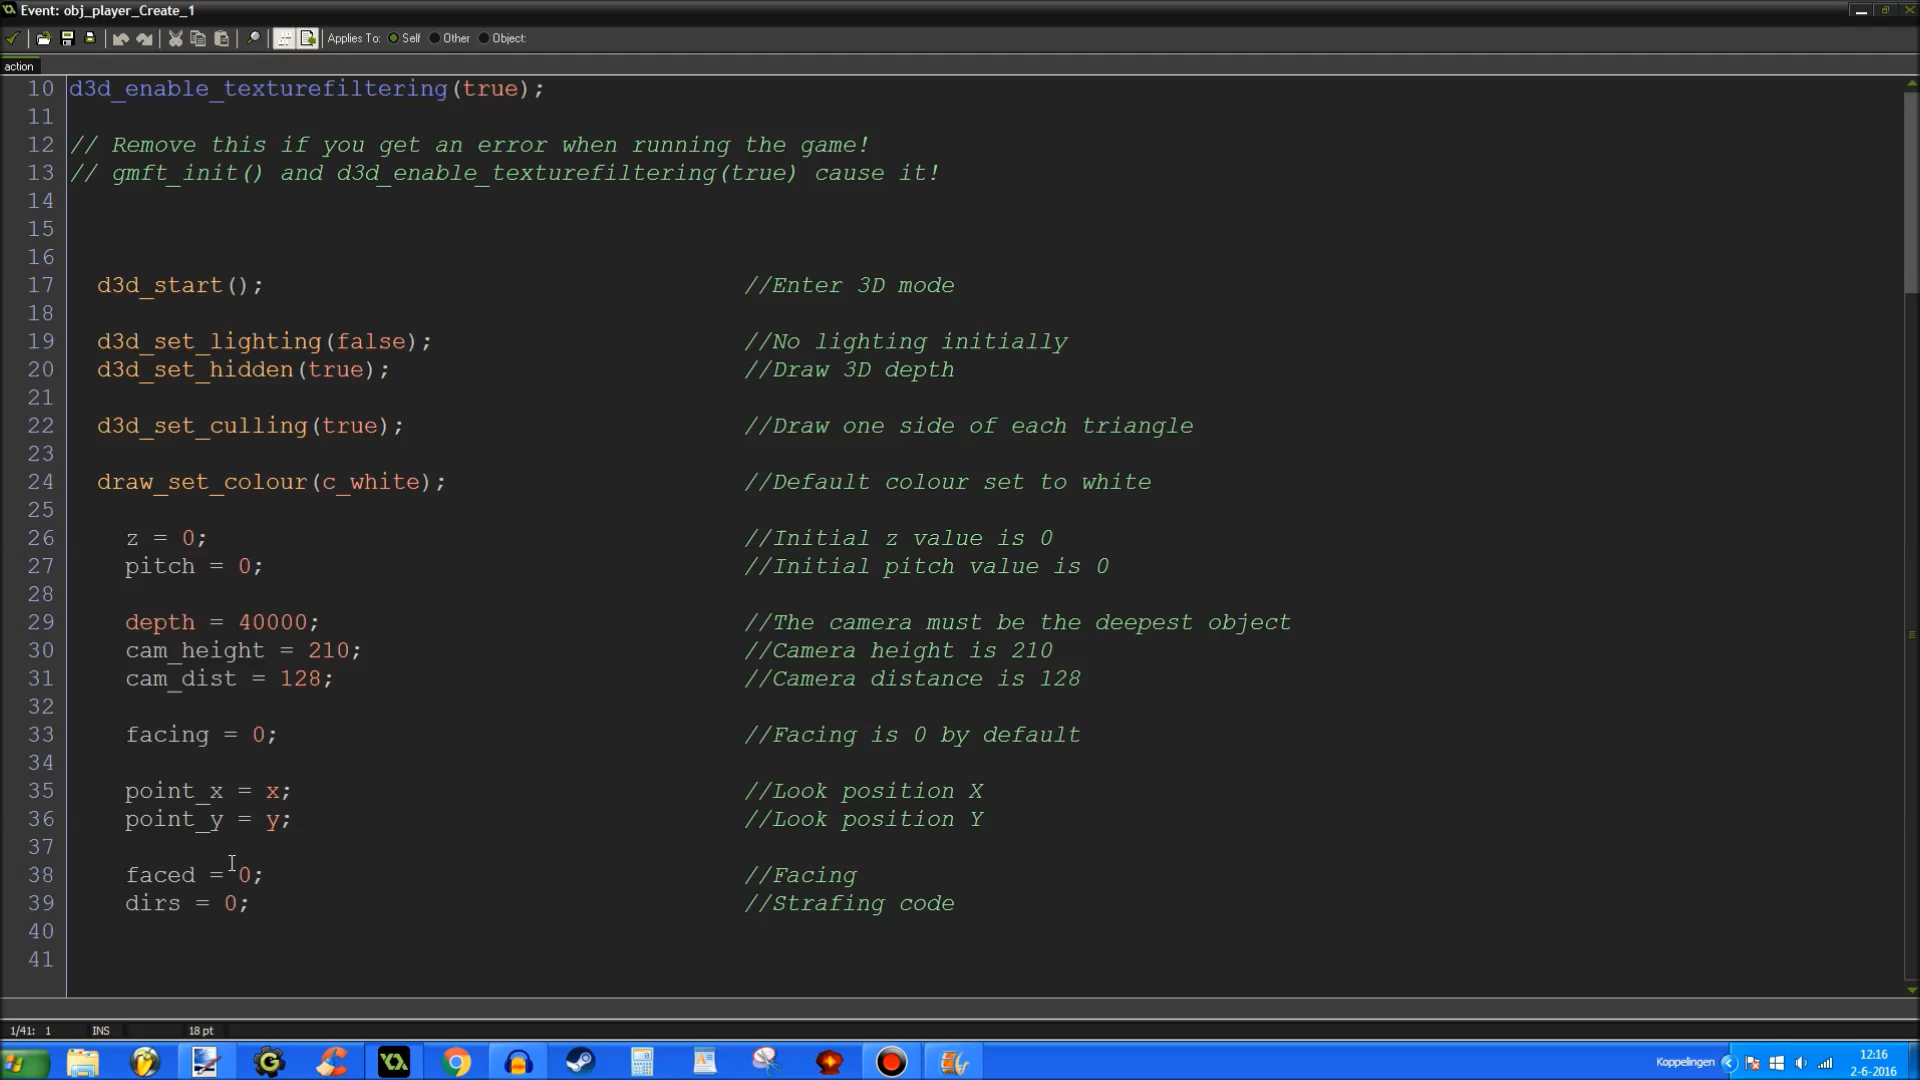 Event: obj_player_Create_1
Applies To: Self Other Object:
action
10 d3d_enable_texturefiltering(true);
11
12 // Remove this if you get an error when running the game!
13 // gmft_init() and d3d_enable_texturefiltering(true) cause it!
14
15
16
17 d3d_start(); //Enter 3D mode
18
19 d3d_set_lighting(false); //No lighting initially
20 d3d_set_hidden(true); //Draw 3D depth
21
22 d3d_set_culling(true); //Draw one side of each triangle
23
24 draw_set_colour(c_white); //Default colour set to white
25
26 z = 0; //Initial z value is 0
27 pitch = 0; //Initial pitch value is 0
28
29 depth = 40000; //The camera must be the deepest object
30 cam_height = 210; //Camera height is 210
31 cam_dist = 128; //Camera distance is 128
32
33 facing = 0; //Facing is 0 by default
34
35 point_x = x; //Look position X
36 point_y = y; //Look position Y
37
38 faced = 0; //Facing
39 dirs = 0; //Strafing code
40
41
1/41: 1 INS 18 pt
Koppelingen
12:16
2-6-2016